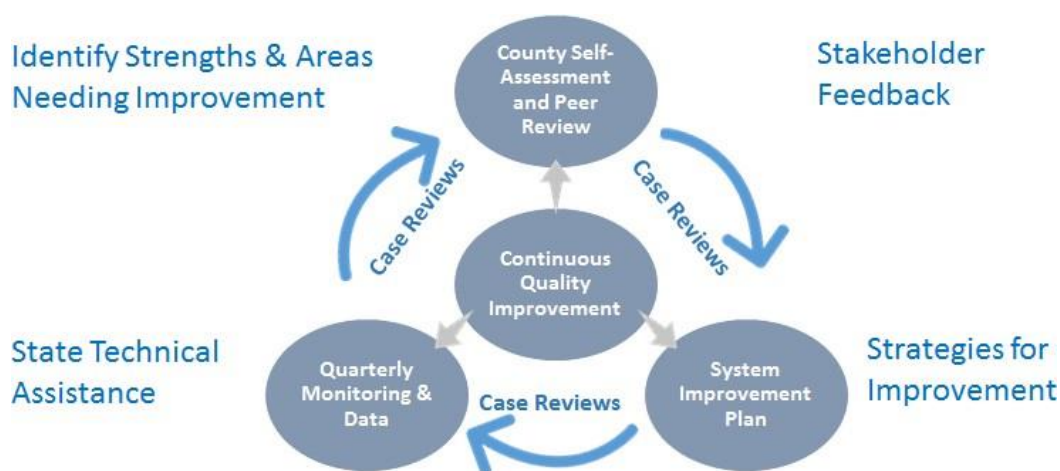 Identify Strengths & Areas
Needing Improvement
County Self-
Assessment
and Peer
Review
Stakeholder
Feedback
Case Reviews
Case Reviews
Continuous
Quality
Improvement
State Technical
Assistance
Quarterly
Monitoring &
Data
Case Reviews
System
Improvement
Plan
Strategies for
Improvement